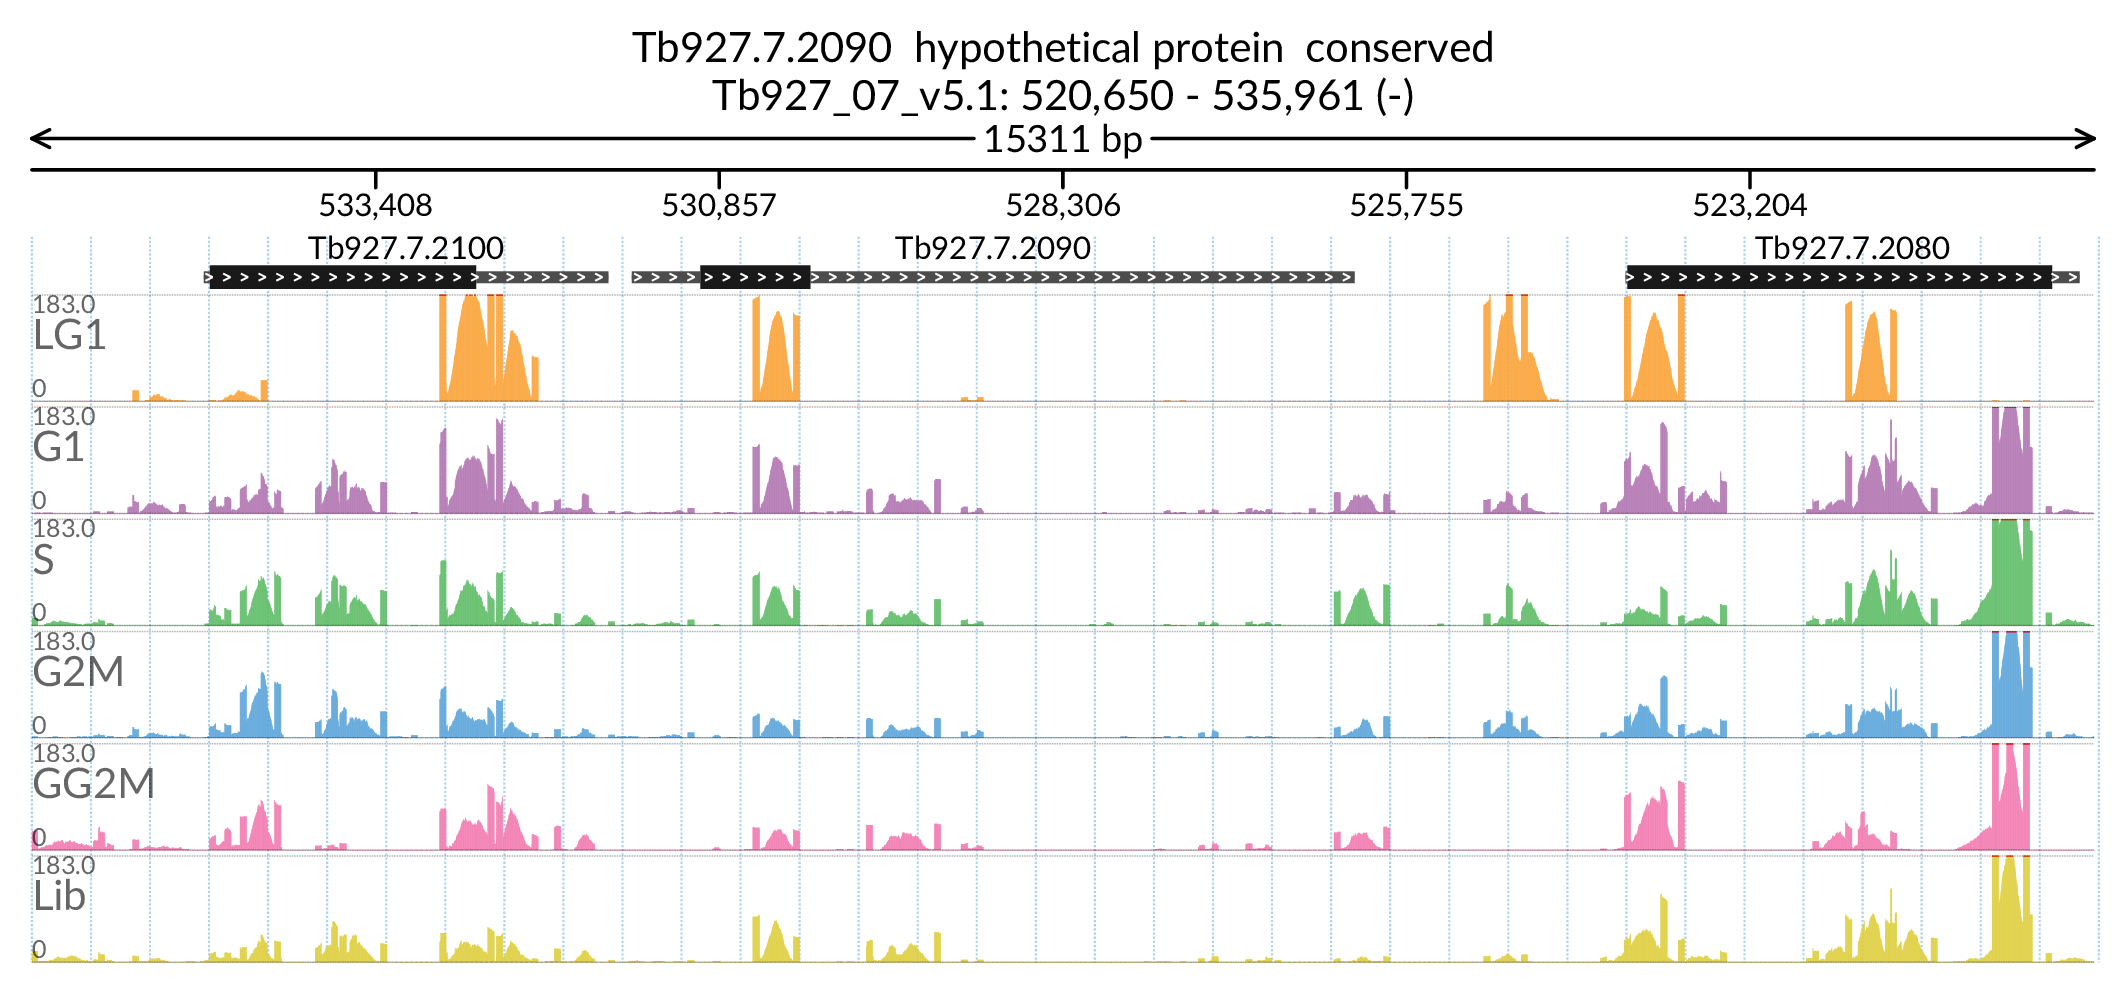 Tb927.7.2090 hypothetical protein conserved
Tb927_07_v5.1: 520,650 - 535,961 (-)
15311 bp
533,408 530,857 528,306 525,755 523,204
Tb927.7.2100 Tb927.7.2090 Tb927.7.2080
183.0
LG1
0
183.0
G1
0
183.0
S
0
183.0
G2M
0
183.0
GG2M
0
183.0
Lib
0